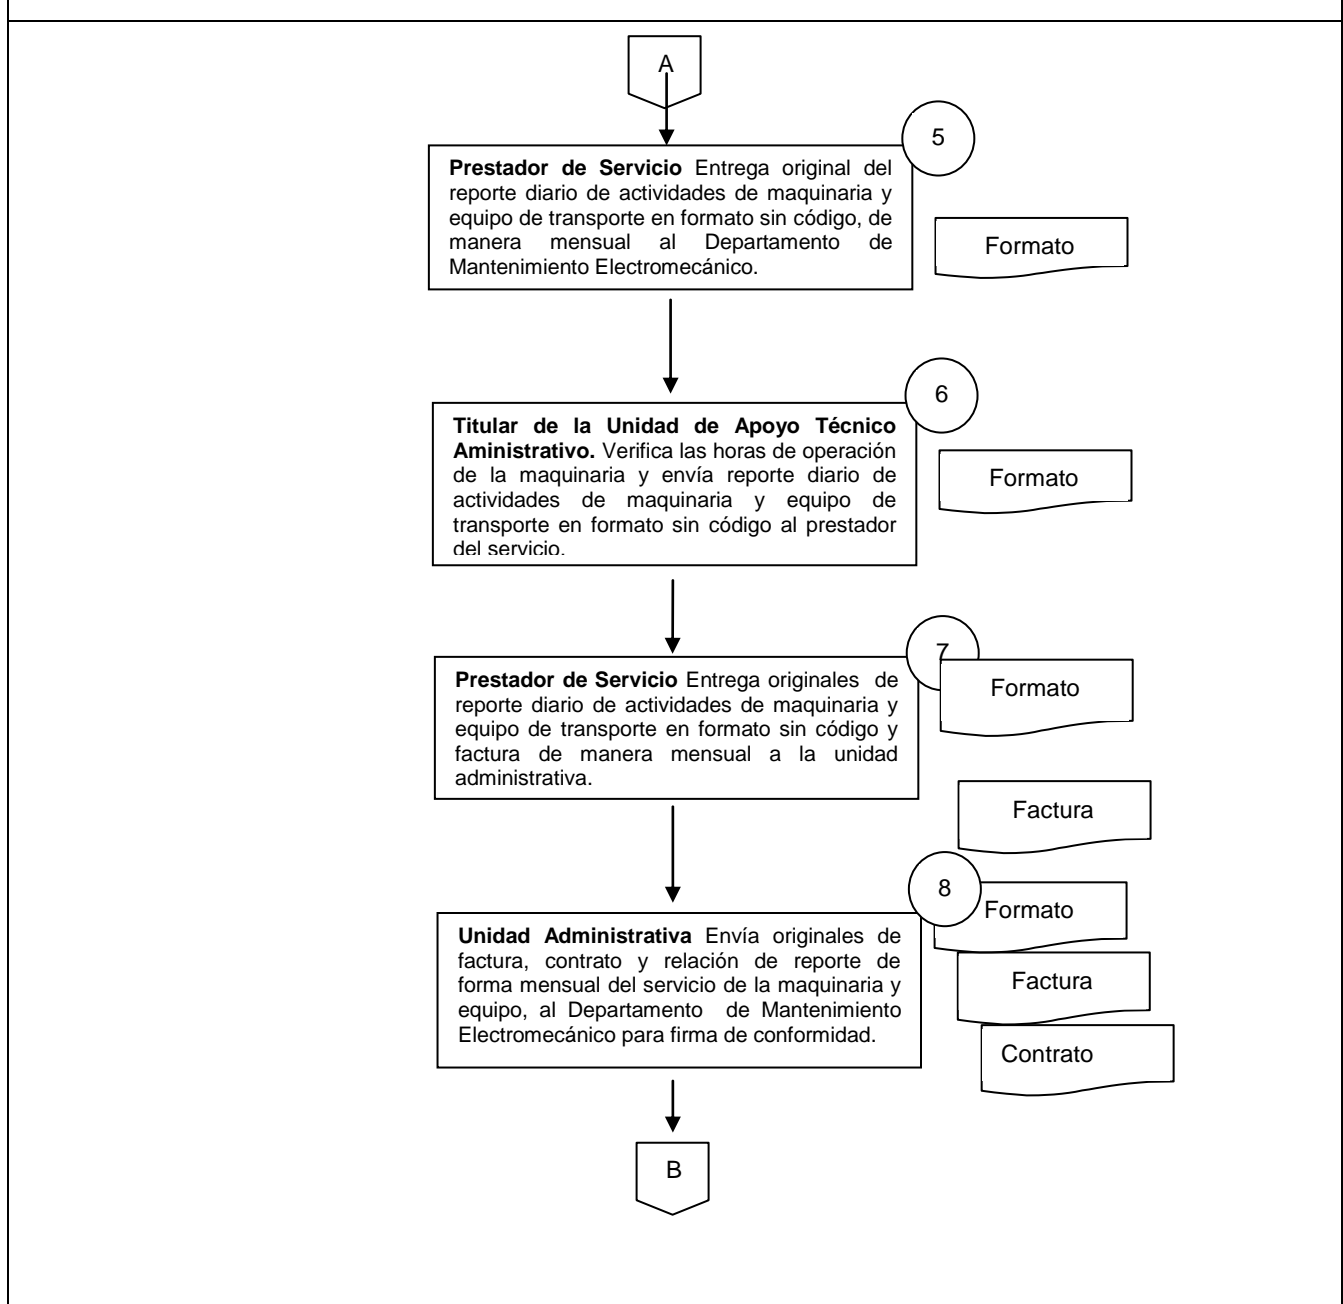 A
5
Prestador de Servicio Entrega original del
reporte diario de actividades de maquinaria y
equipo de transporte en formato sin código, de
manera mensual al Departamento de
Mantenimiento Electromecánico.
Formato
6
Titular de la Unidad de Apoyo Técnico
Aministrativo. Verifica las horas de operación
de la maquinaria y envía reporte diario de
actividades de maquinaria y equipo de
transporte en formato sin código al prestador
del servicio.
Formato
7
Prestador de Servicio Entrega originales de
reporte diario de actividades de maquinaria y
equipo de transporte en formato sin código y
factura de manera mensual a la unidad
administrativa.
Formato
Factura
8
Unidad Administrativa Envía originales de
factura, contrato y relación de reporte de
forma mensual del servicio de la maquinaria y
equipo, al Departamento de Mantenimiento
Electromecánico para firma de conformidad.
Formato
Factura
Contrato
B